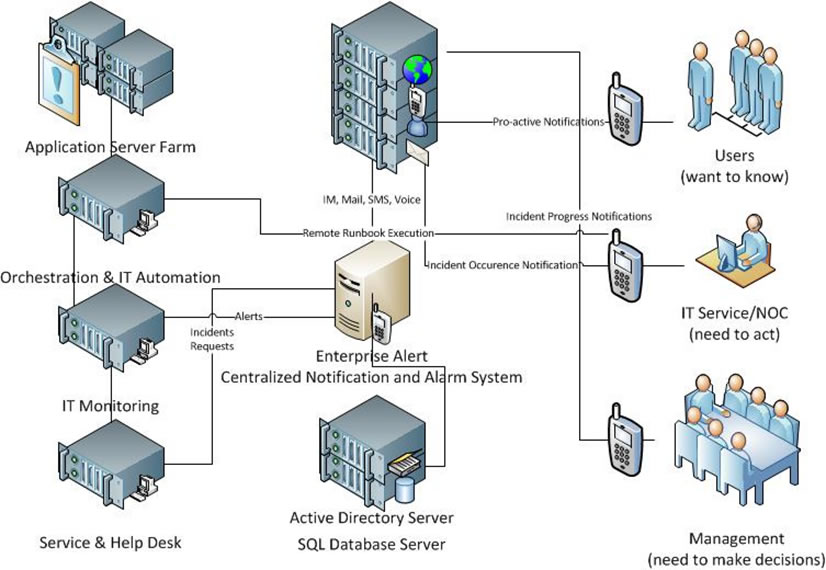 Application Server Farm
IM, Mail, SMS, Voice
Pro-active Notifications
Users
(want to know)
Incident Progress Notifications
Remote Runbook Execution
Incident Occurence Notification
Orchestration & IT Automation
Alerts
Incidents
Requests
IT Service/NOC
(need to act)
Enterprise Alert
Centralized Notification and Alarm System
IT Monitoring
Active Directory Server
SQL Database Server
Service & Help Desk
Management
(need to make decisions)